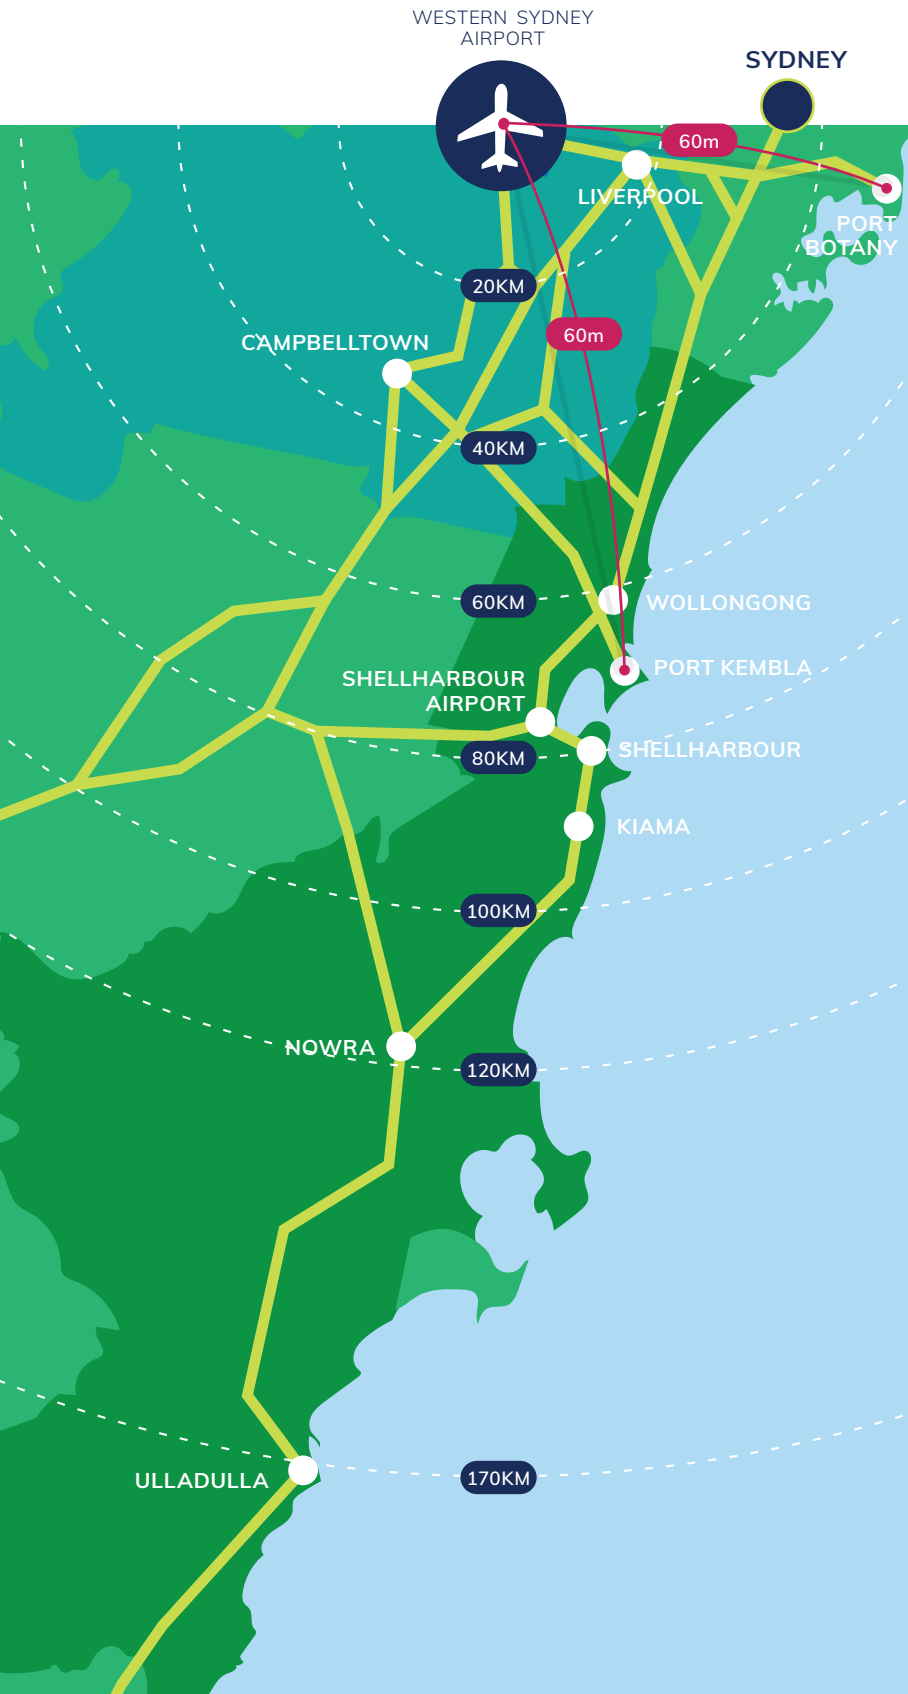 WESTERN SYDNEY
AIRPORT
SYDNEY
60m
LIVERPOOL
PORT
BOTANY
20KM
60m
CAMPBELLTOWN
40KM
60KM
WOLLONGONG
PORT KEMBLA
SHELLHARBOUR
AIRPORT
SHELLHARBOUR
80KM
KIAMA
100KM
NOWRA
120KM
170KM
ULLADULLA